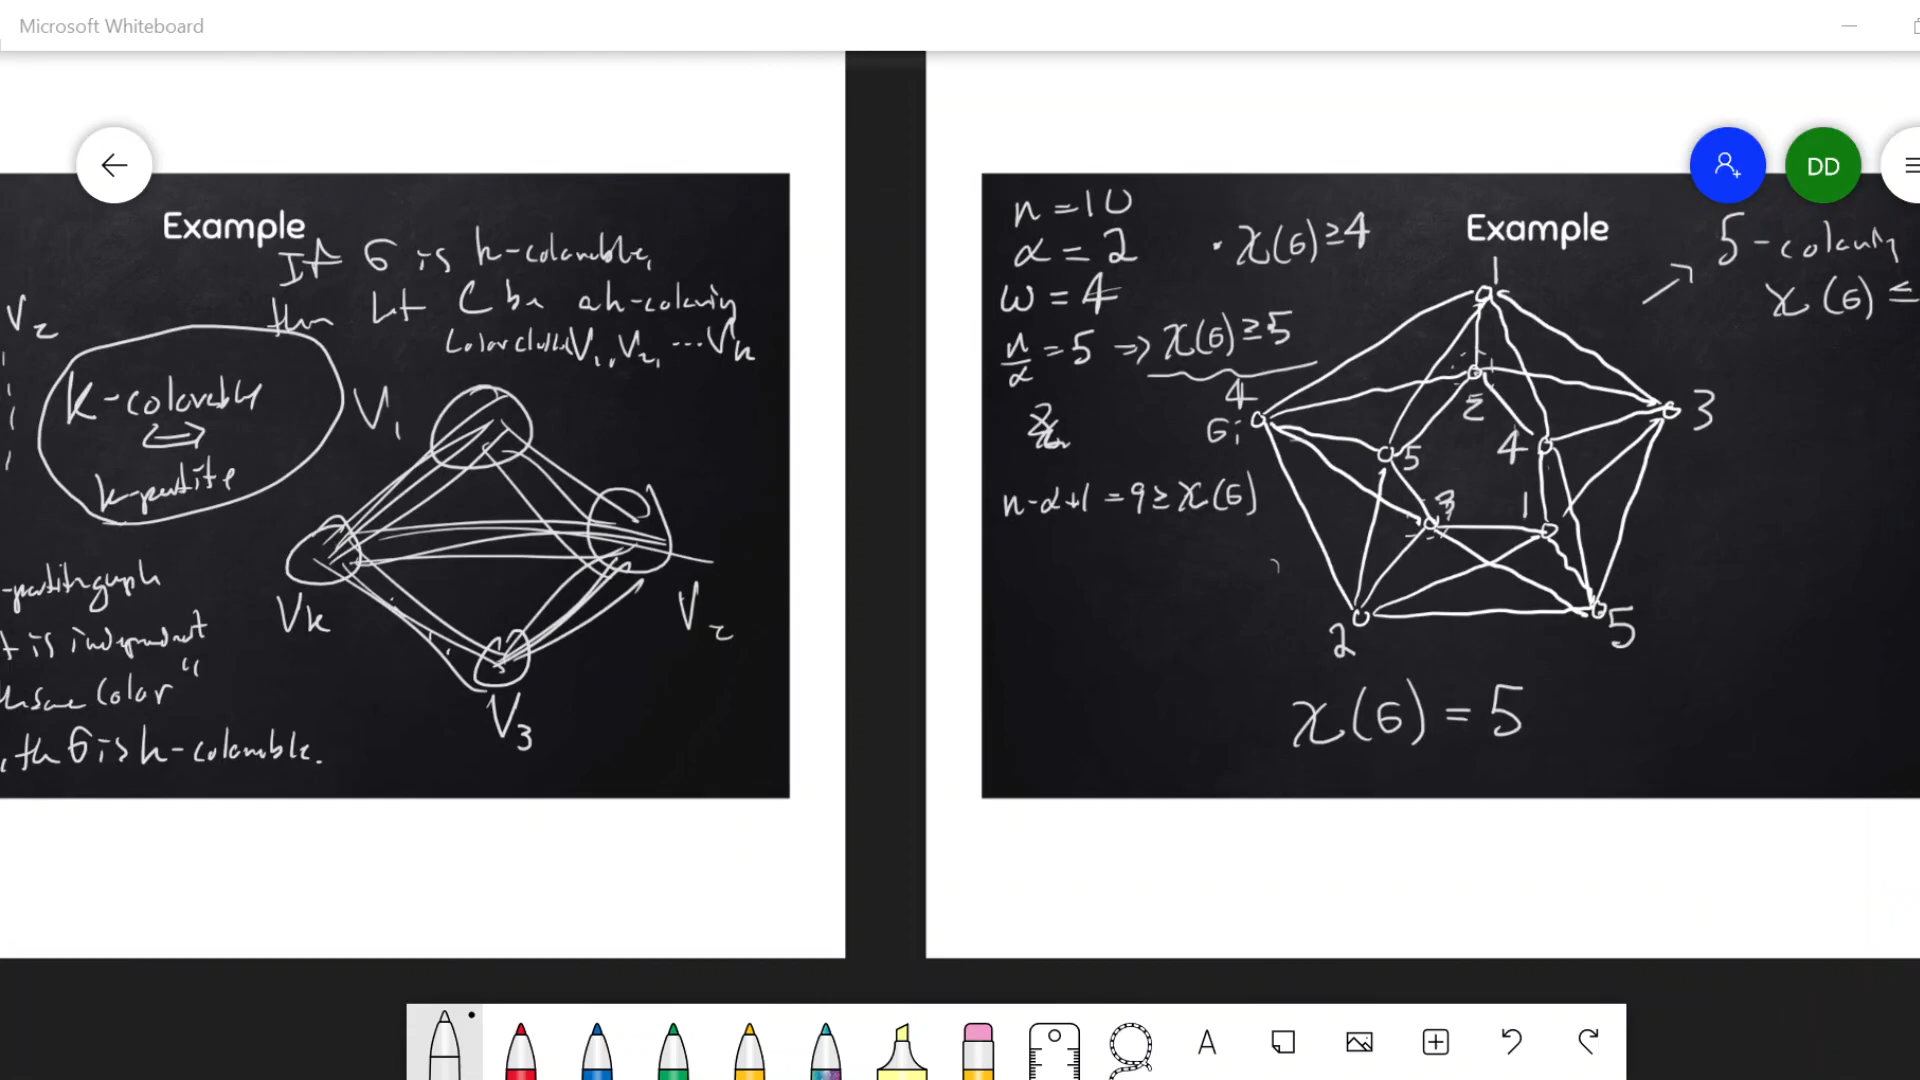 Microsoft Whiteboard
DD
Example
If G is k-colorable,
then let C be a k-coloring
color classes V₁, V₂, ... Vk
V₂
k-colorable
⟺
k-partite
V₁
Vk
V₂
V₃
-partite graph
t is independent
same color"
, the G is k-colorable.
Example
n = 10
α = 2
ω = 4
n/α = 5 ⇒ χ(G) ≥ 5
· χ(G) ≥ 4
n-α+1 = 9 ≥ χ(G)
G:
1
2
3
4
5
4
5
3
1
2
5
→ 5-coloring
χ(G) ≤
χ(G) = 5
A